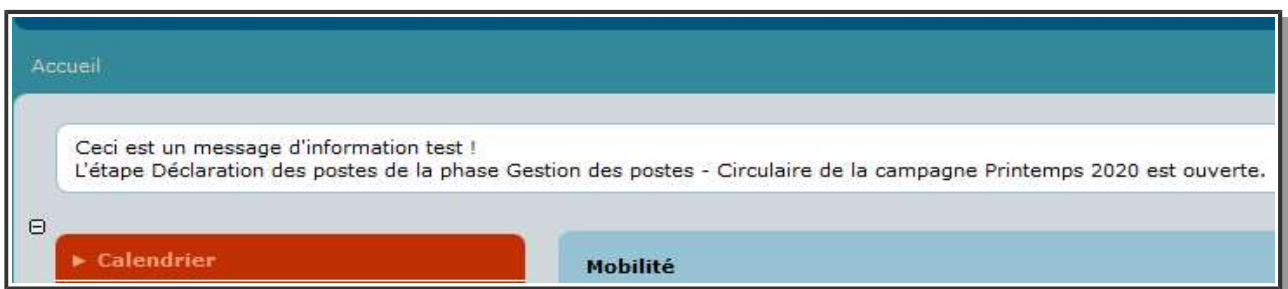 Accueil
Ceci est un message d'information test !
L'étape Déclaration des postes de la phase Gestion des postes - Circulaire de la campagne Printemps 2020 est ouverte.
► Calendrier
Mobilité